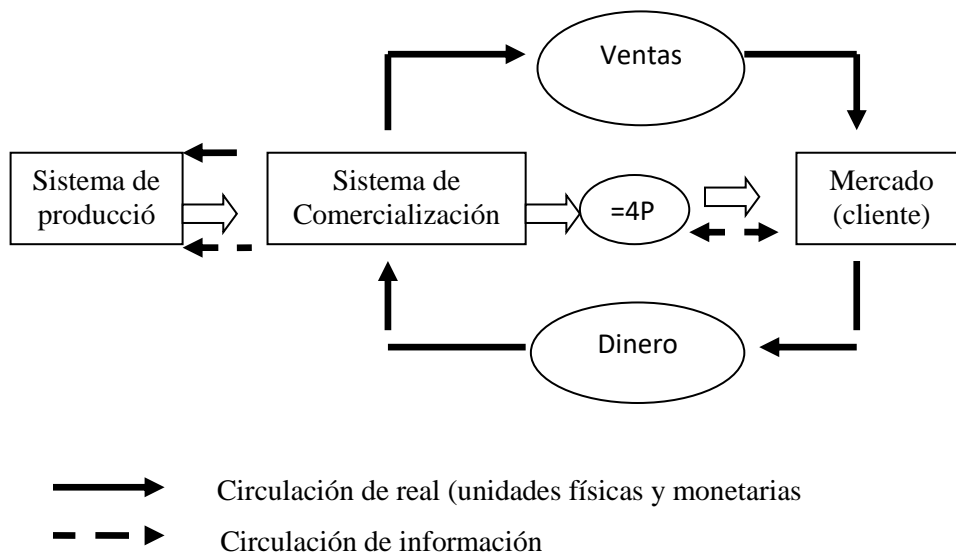 Ventas
Sistema de
producció
Sistema de
Comercialización
=4P
Mercado
(cliente)
Dinero
Circulación de real (unidades físicas y monetarias
Circulación de información